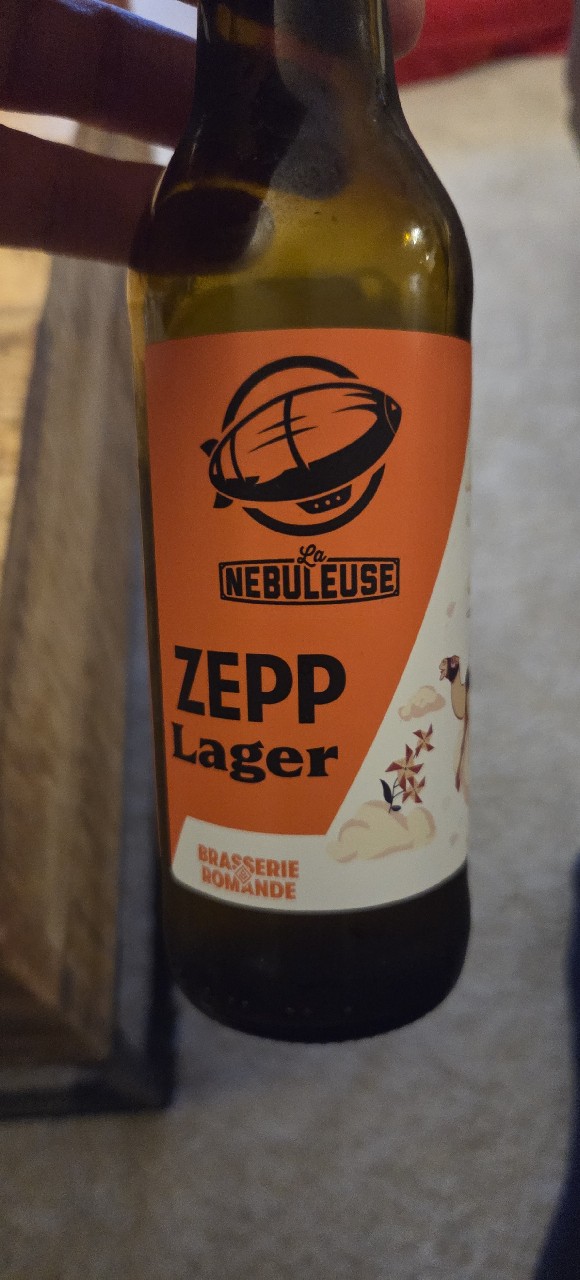 La
NEBULEUSE
ZEPP
Lager
BRASSERIE
ROMANDE